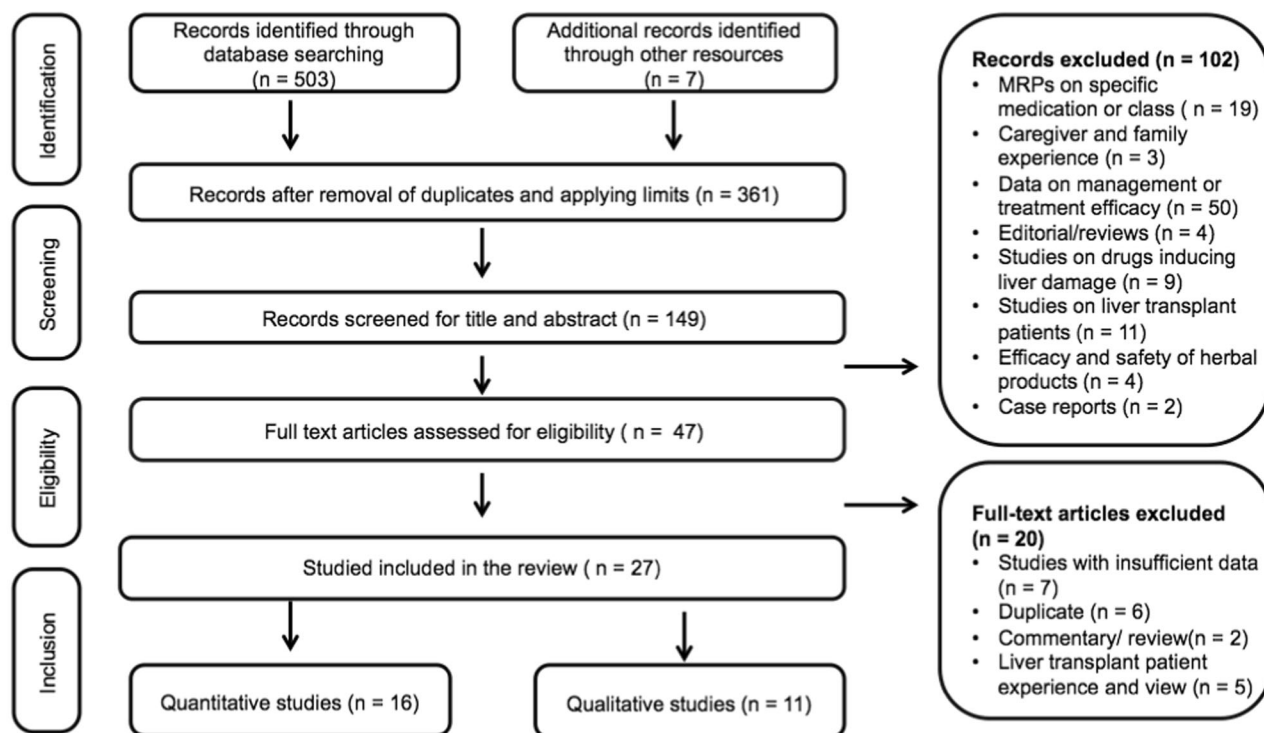 Identification
Records identified through
database searching
(n = 503)
Additional records identified
through other resources
(n = 7)
Records after removal of duplicates and applying limits (n = 361)
Screening
Records screened for title and abstract (n = 149)
Records excluded (n = 102)
• MRPs on specific
medication or class ( n = 19)
• Caregiver and family
experience (n = 3)
• Data on management or
treatment efficacy (n = 50)
• Editorial/reviews (n = 4)
• Studies on drugs inducing
liver damage (n = 9)
• Studies on liver transplant
patients (n = 11)
• Efficacy and safety of herbal
products (n = 4)
• Case reports (n = 2)
Eligibility
Full text articles assessed for eligibility ( n = 47)
Full-text articles excluded
(n = 20)
• Studies with insufficient data
(n = 7)
• Duplicate (n = 6)
• Commentary/ review(n = 2)
• Liver transplant patient
experience and view (n = 5)
Inclusion
Studied included in the review ( n = 27)
Quantitative studies (n = 16)
Qualitative studies (n = 11)